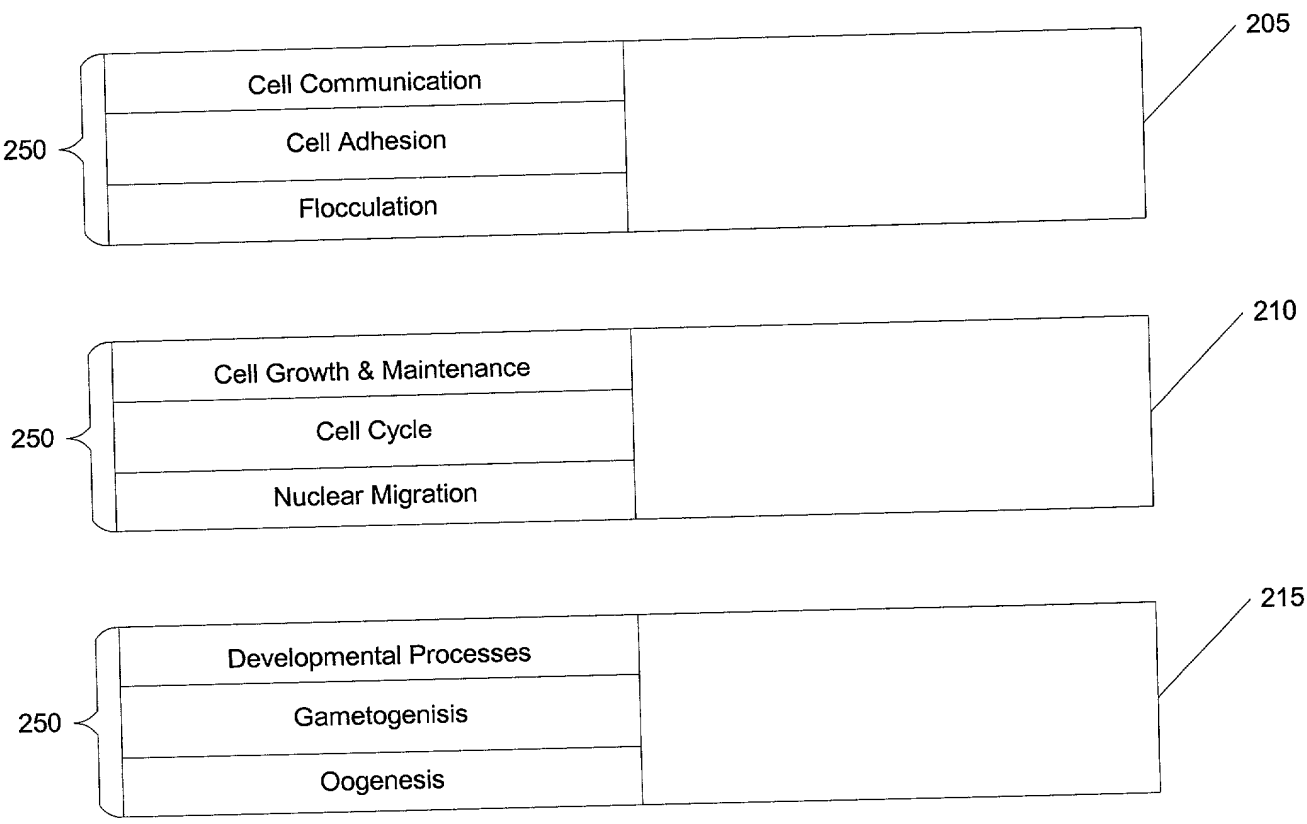 205
Cell Communication
250
Cell Adhesion
Flocculation
210
Cell Growth & Maintenance
250
Cell Cycle
Nuclear Migration
215
Developmental Processes
250
Gametogenisis
Oogenesis